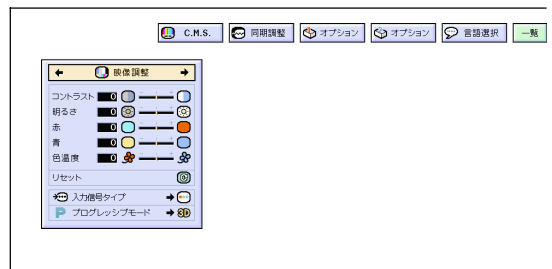 C.M.S. 同期調整 オプション オプション 言語選択 一覧
映像調整
コントラスト 0
明るさ 0
赤 0
青 0
色温度 0
リセット
入力信号タイプ
P プログレッシブモード 3D